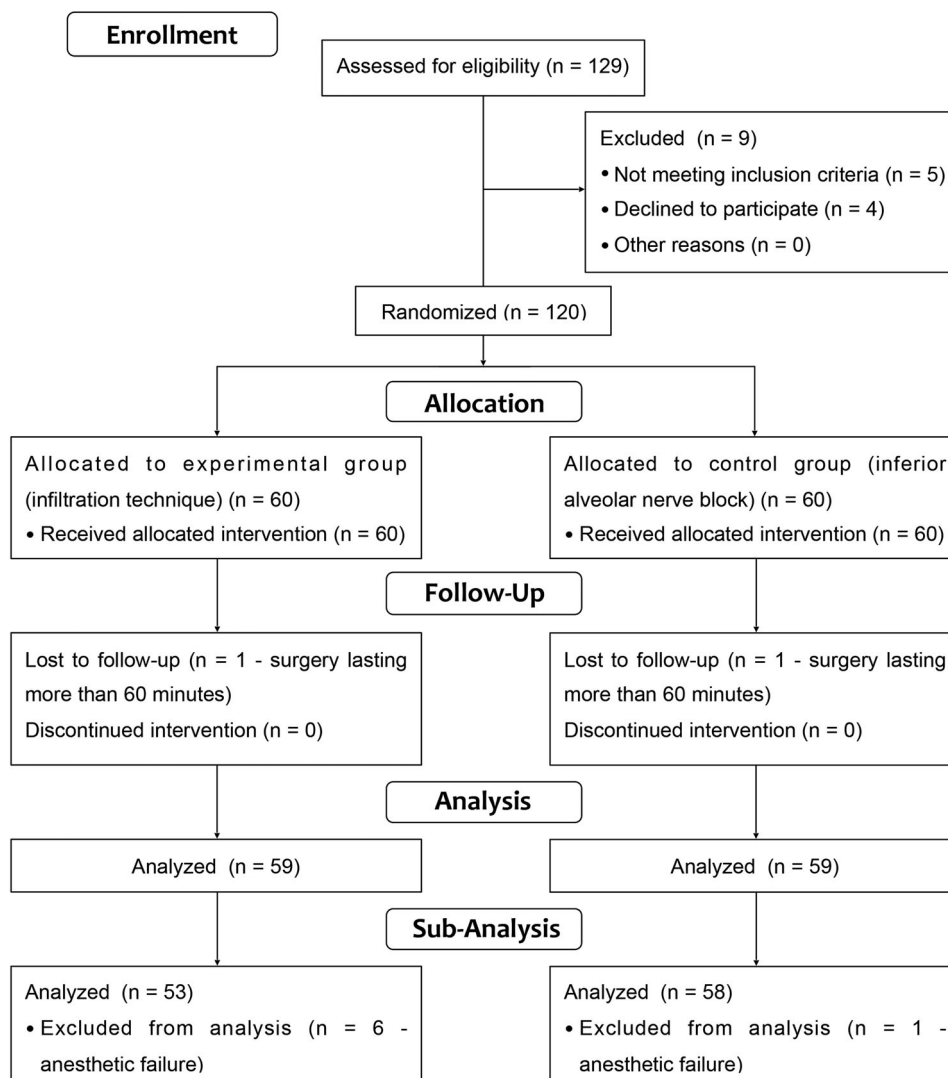 Enrollment
Assessed for eligibility (n = 129)
Excluded (n = 9)
• Not meeting inclusion criteria (n = 5)
• Declined to participate (n = 4)
• Other reasons (n = 0)
Randomized (n = 120)
Allocation
Allocated to experimental group
(infiltration technique) (n = 60)
• Received allocated intervention (n = 60)
Allocated to control group (inferior
alveolar nerve block) (n = 60)
• Received allocated intervention (n = 60)
Follow-Up
Lost to follow-up (n = 1 - surgery lasting
more than 60 minutes)
Discontinued intervention (n = 0)
Lost to follow-up (n = 1 - surgery lasting
more than 60 minutes)
Discontinued intervention (n = 0)
Analysis
Analyzed (n = 59)
Analyzed (n = 59)
Sub-Analysis
Analyzed (n = 53)
• Excluded from analysis (n = 6 -
anesthetic failure)
Analyzed (n = 58)
• Excluded from analysis (n = 1 -
anesthetic failure)